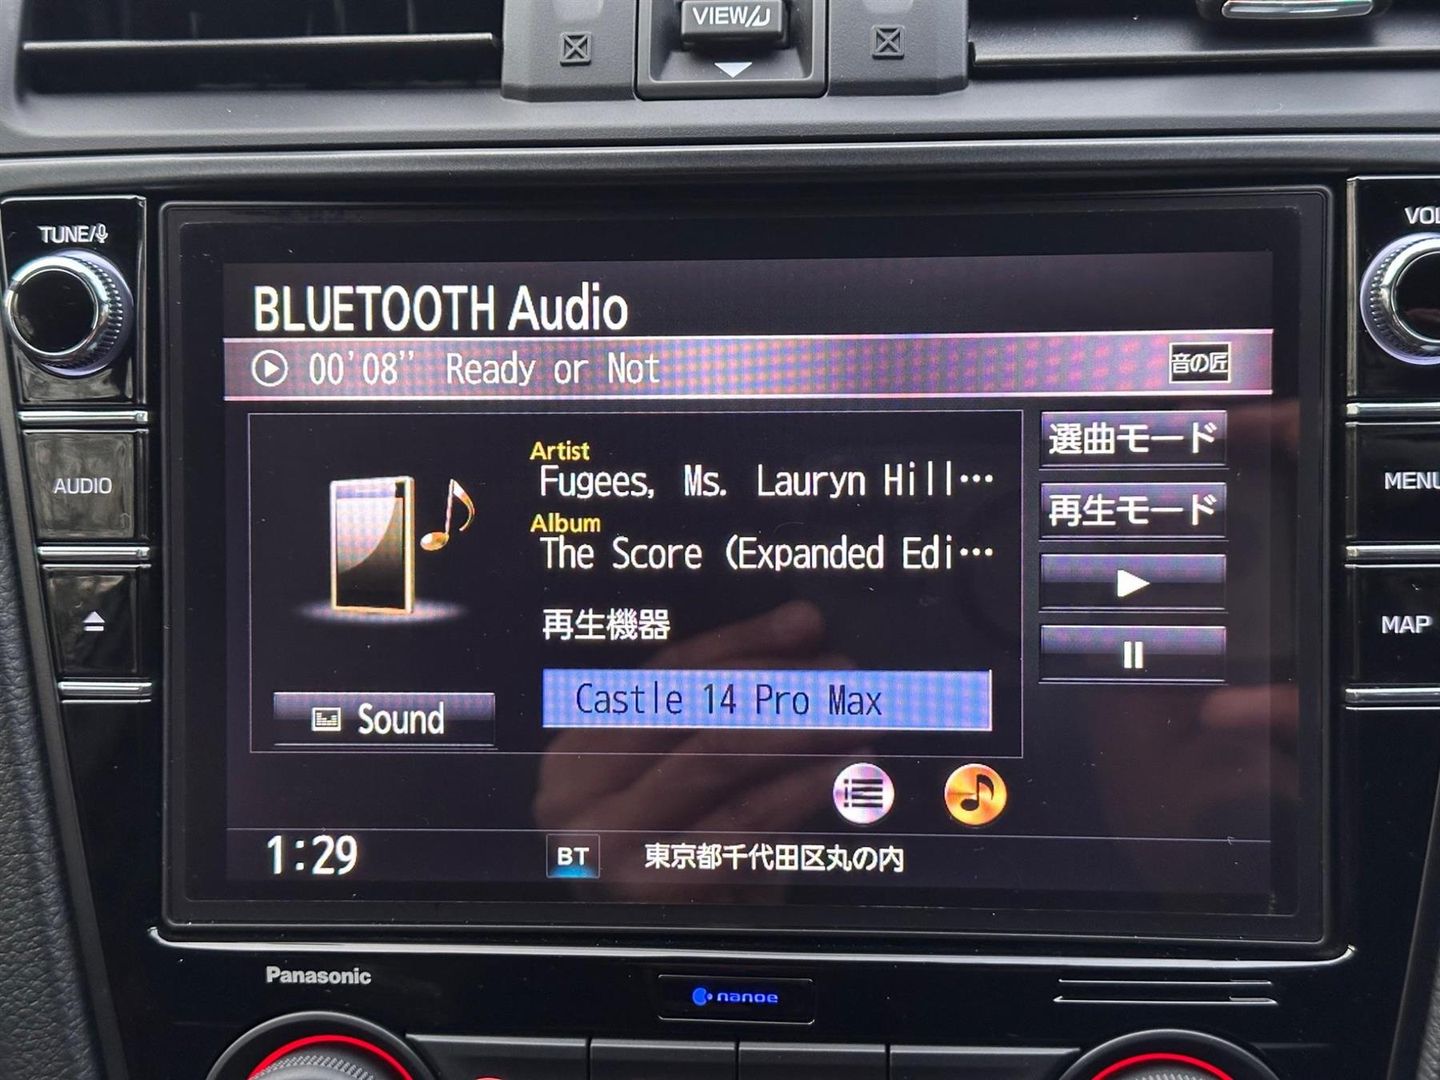 VIEW/
TUNE/
VOL
BLUETOOTH Audio
00'08'' Ready or Not
音の匠
Artist
Fugees, Ms. Lauryn Hill…
Album
The Score (Expanded Edi…
再生機器
Castle 14 Pro Max
Sound
選曲モード
再生モード
AUDIO
MENU
MAP
1:29
BT
東京都千代田区丸の内
Panasonic
nanoe